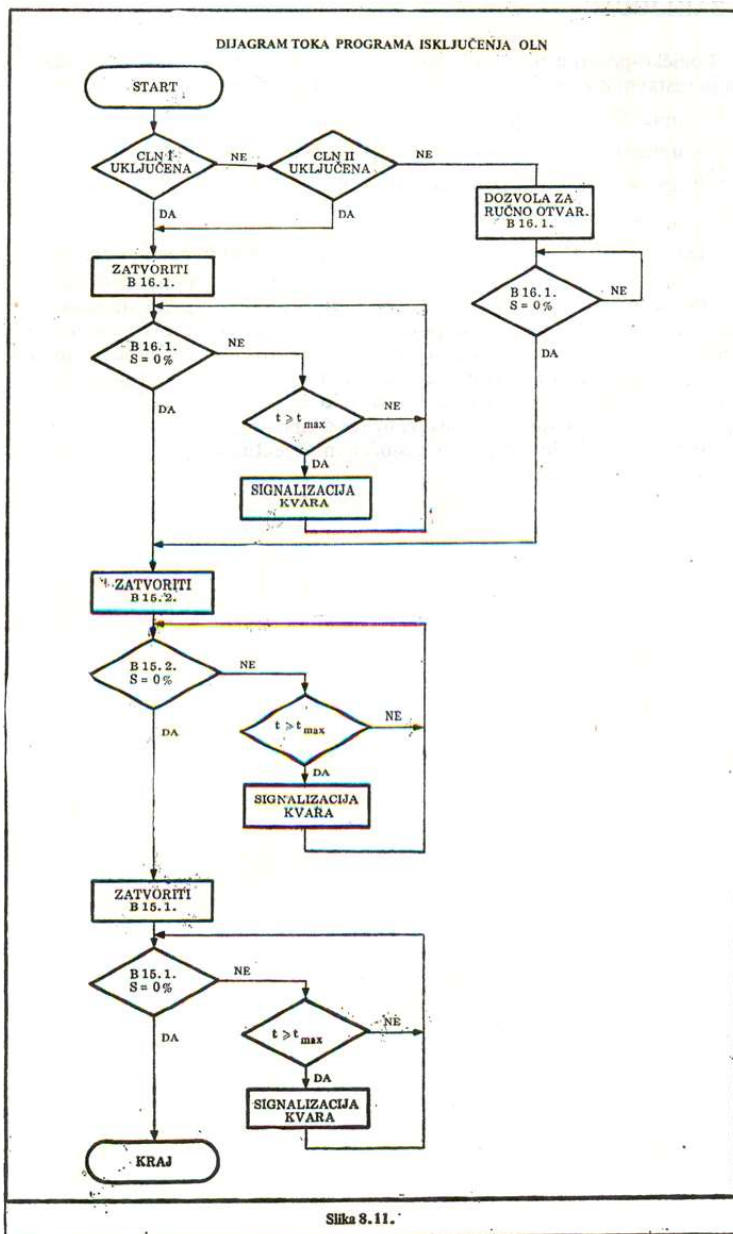 DIJAGRAM TOKA PROGRAMA ISKLJUČENJA OLN
START
CLN I
UKLJUČENA
NE
CLN II
UKLJUČENA
NE
DA
DA
DOZVOLA ZA
RUČNO OTVAR.
B 16.1.
ZATVORITI
B 16.1.
B 16.1.
S = 0%
NE
DA
B 16.1.
S = 0%
NE
DA
t ⩾ tmax
NE
DA
SIGNALIZACIJA
KVARA
ZATVORITI
B 15.2.
B 15.2.
S = 0%
NE
DA
t ⩾ tmax
NE
DA
SIGNALIZACIJA
KVARA
ZATVORITI
B 15.1.
B 15.1.
S = 0%
NE
DA
t ⩾ tmax
NE
DA
SIGNALIZACIJA
KVARA
KRAJ
Slika 8.11.